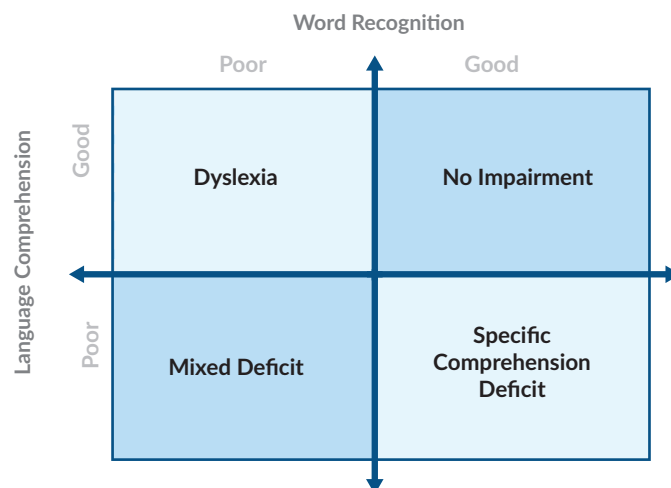 Word Recognition
Poor
Good
Language Comprehension
Good
Poor
Dyslexia
No Impairment
Mixed Deficit
Specific
Comprehension
Deficit